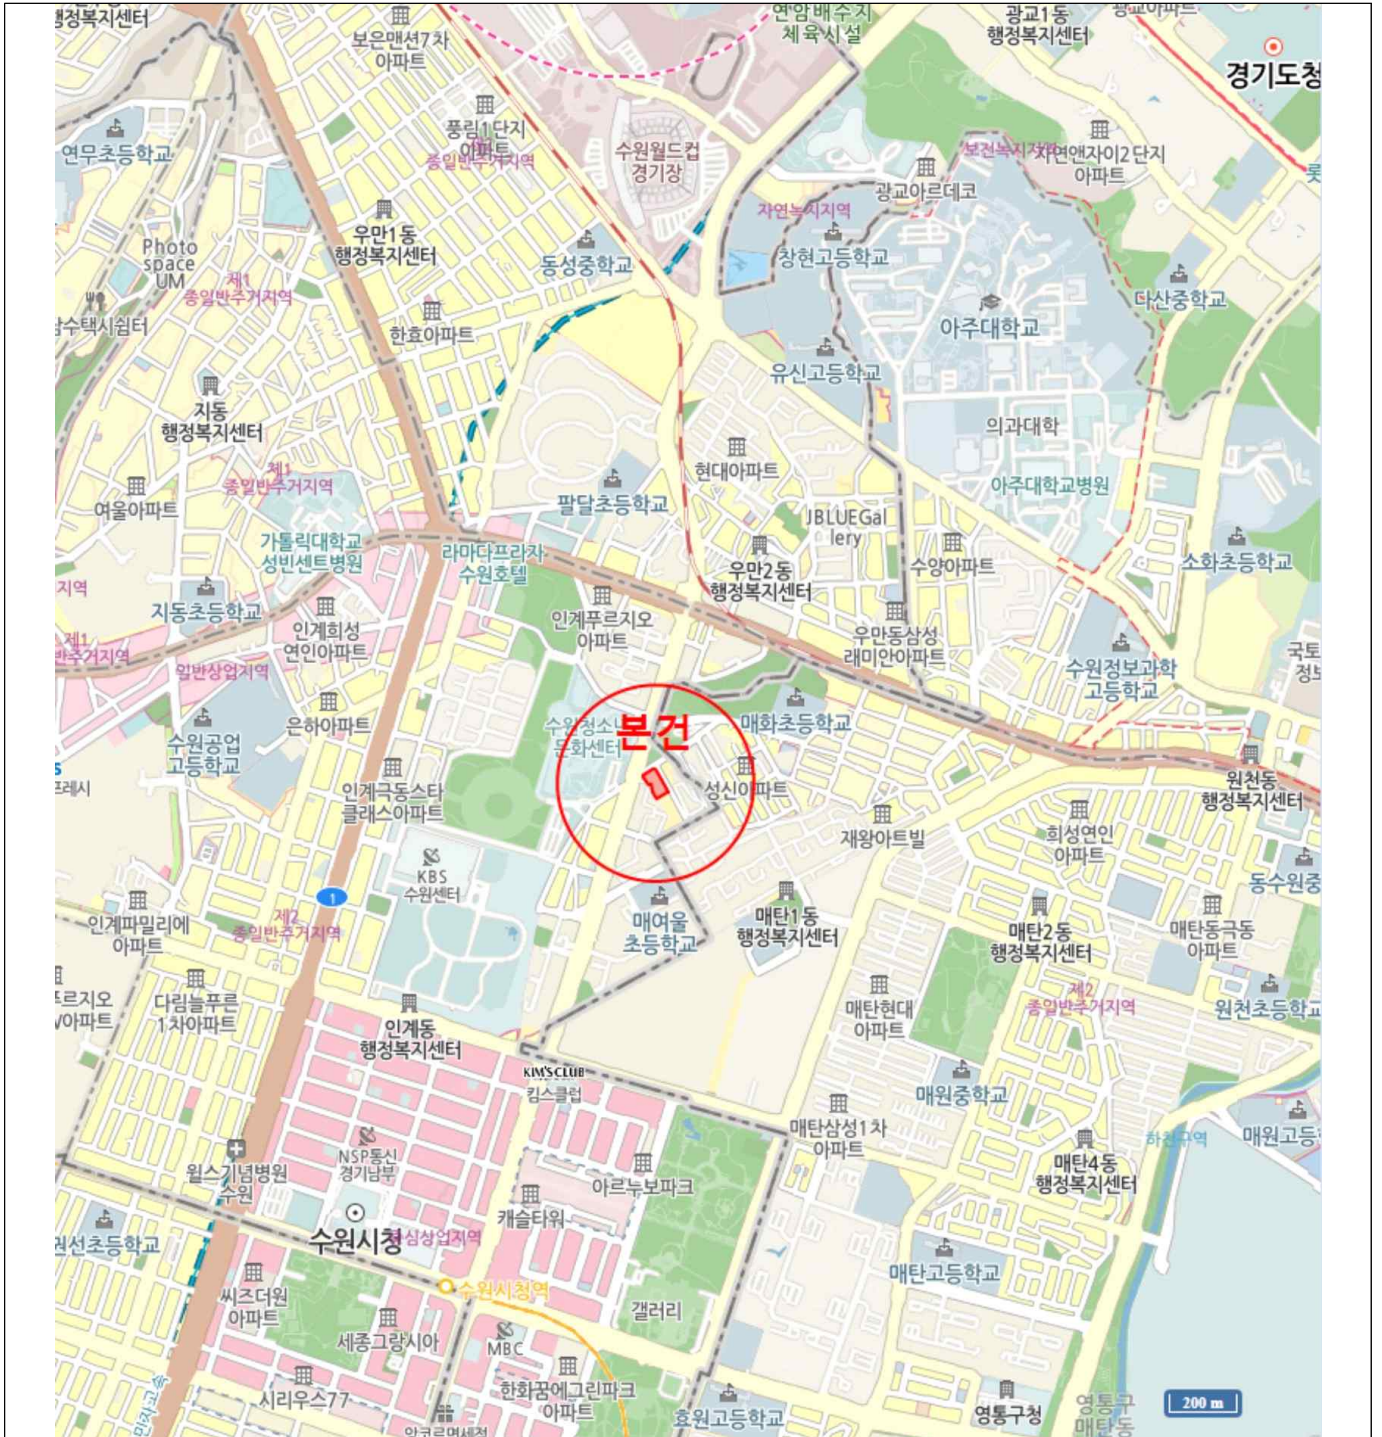 행정복지센터
보은맨션7차
아파트
연암배수지
체육시설
광교1동
행정복지센터
경기도청
연무초등학교
풍림1단지
아파트
종일반주거지역
수원월드컵
경기장
보전녹지지역
자연앤자이2단지
아파트
광교아르데코
자연녹지지역
창현고등학교
우만1동
행정복지센터
동성중학교
Photo
space
UM
제1
종일반주거지역
다산중학교
한효아파트
아주대학교
유신고등학교
지동
행정복지센터
의과대학
현대아파트
제1
종일반주거지역
여울아파트
팔달초등학교
아주대학교병원
JBLUEGal
lery
가톨릭대학교
성빈센트병원
라마다프라자
수원호텔
우만2동
행정복지센터
수양아파트
소화초등학교
지역
지동초등학교
인계희성
연인아파트
인계푸르지오
아파트
우만동삼성
래미안아파트
제1
반주거지역
일반상업지역
수원정보과학
고등학교
국토
은하아파트
수원공업
고등학교
수원청소년
문화센터
본건
매화초등학교
성신아파트
원천동
행정복지센터
프레시
인계극동스타
클래스아파트
재왕아트빌
희성연인
아파트
KBS
수원센터
1
동수원중
인계파밀리에
아파트
제2
종일반주거지역
매여울
초등학교
매탄1동
행정복지센터
매탄2동
행정복지센터
매탄동극동
아파트
다림늘푸른
1차아파트
매탄현대
아파트
제2
종일반주거지역
원천초등학교
인계동
행정복지센터
KIM'SCLUB
킴스클럽
매원중학교
매탄삼성1차
아파트
하천구역
매원고등
NSP통신
경기남부
윌스기념병원
수원
아르누보파크
매탄4동
행정복지센터
캐슬타워
수원시청
심상업지역
권선초등학교
매탄고등학교
수원시청역
씨즈더원
아파트
갤러리
세종그랑시아
MBC
시리우스77
한화꿈에그린파크
아파트
효원고등학교
영통구청
영통구
매탄동
200 m